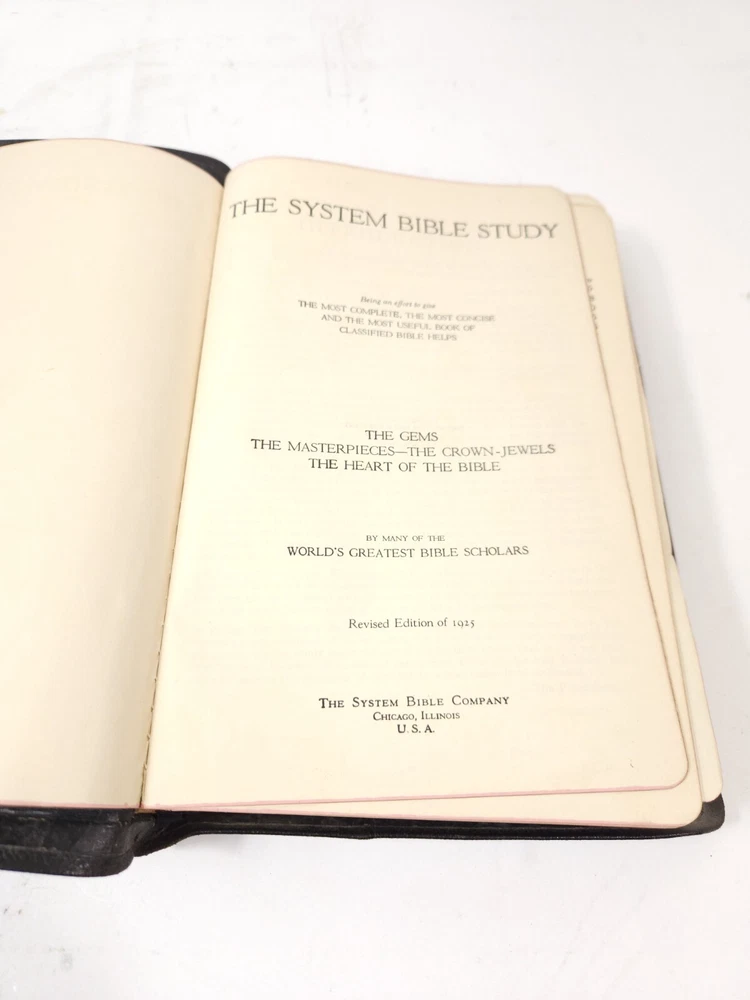 THE SYSTEM BIBLE STUDY
Being an effort to give
THE MOST COMPLETE, THE MOST CONCISE
AND THE MOST USEFUL BOOK OF
CLASSIFIED BIBLE HELPS
THE GEMS
THE MASTERPIECES—THE CROWN-JEWELS
THE HEART OF THE BIBLE
BY MANY OF THE
WORLD'S GREATEST BIBLE SCHOLARS
Revised Edition of 1925
THE SYSTEM BIBLE COMPANY
CHICAGO, ILLINOIS
U. S. A.